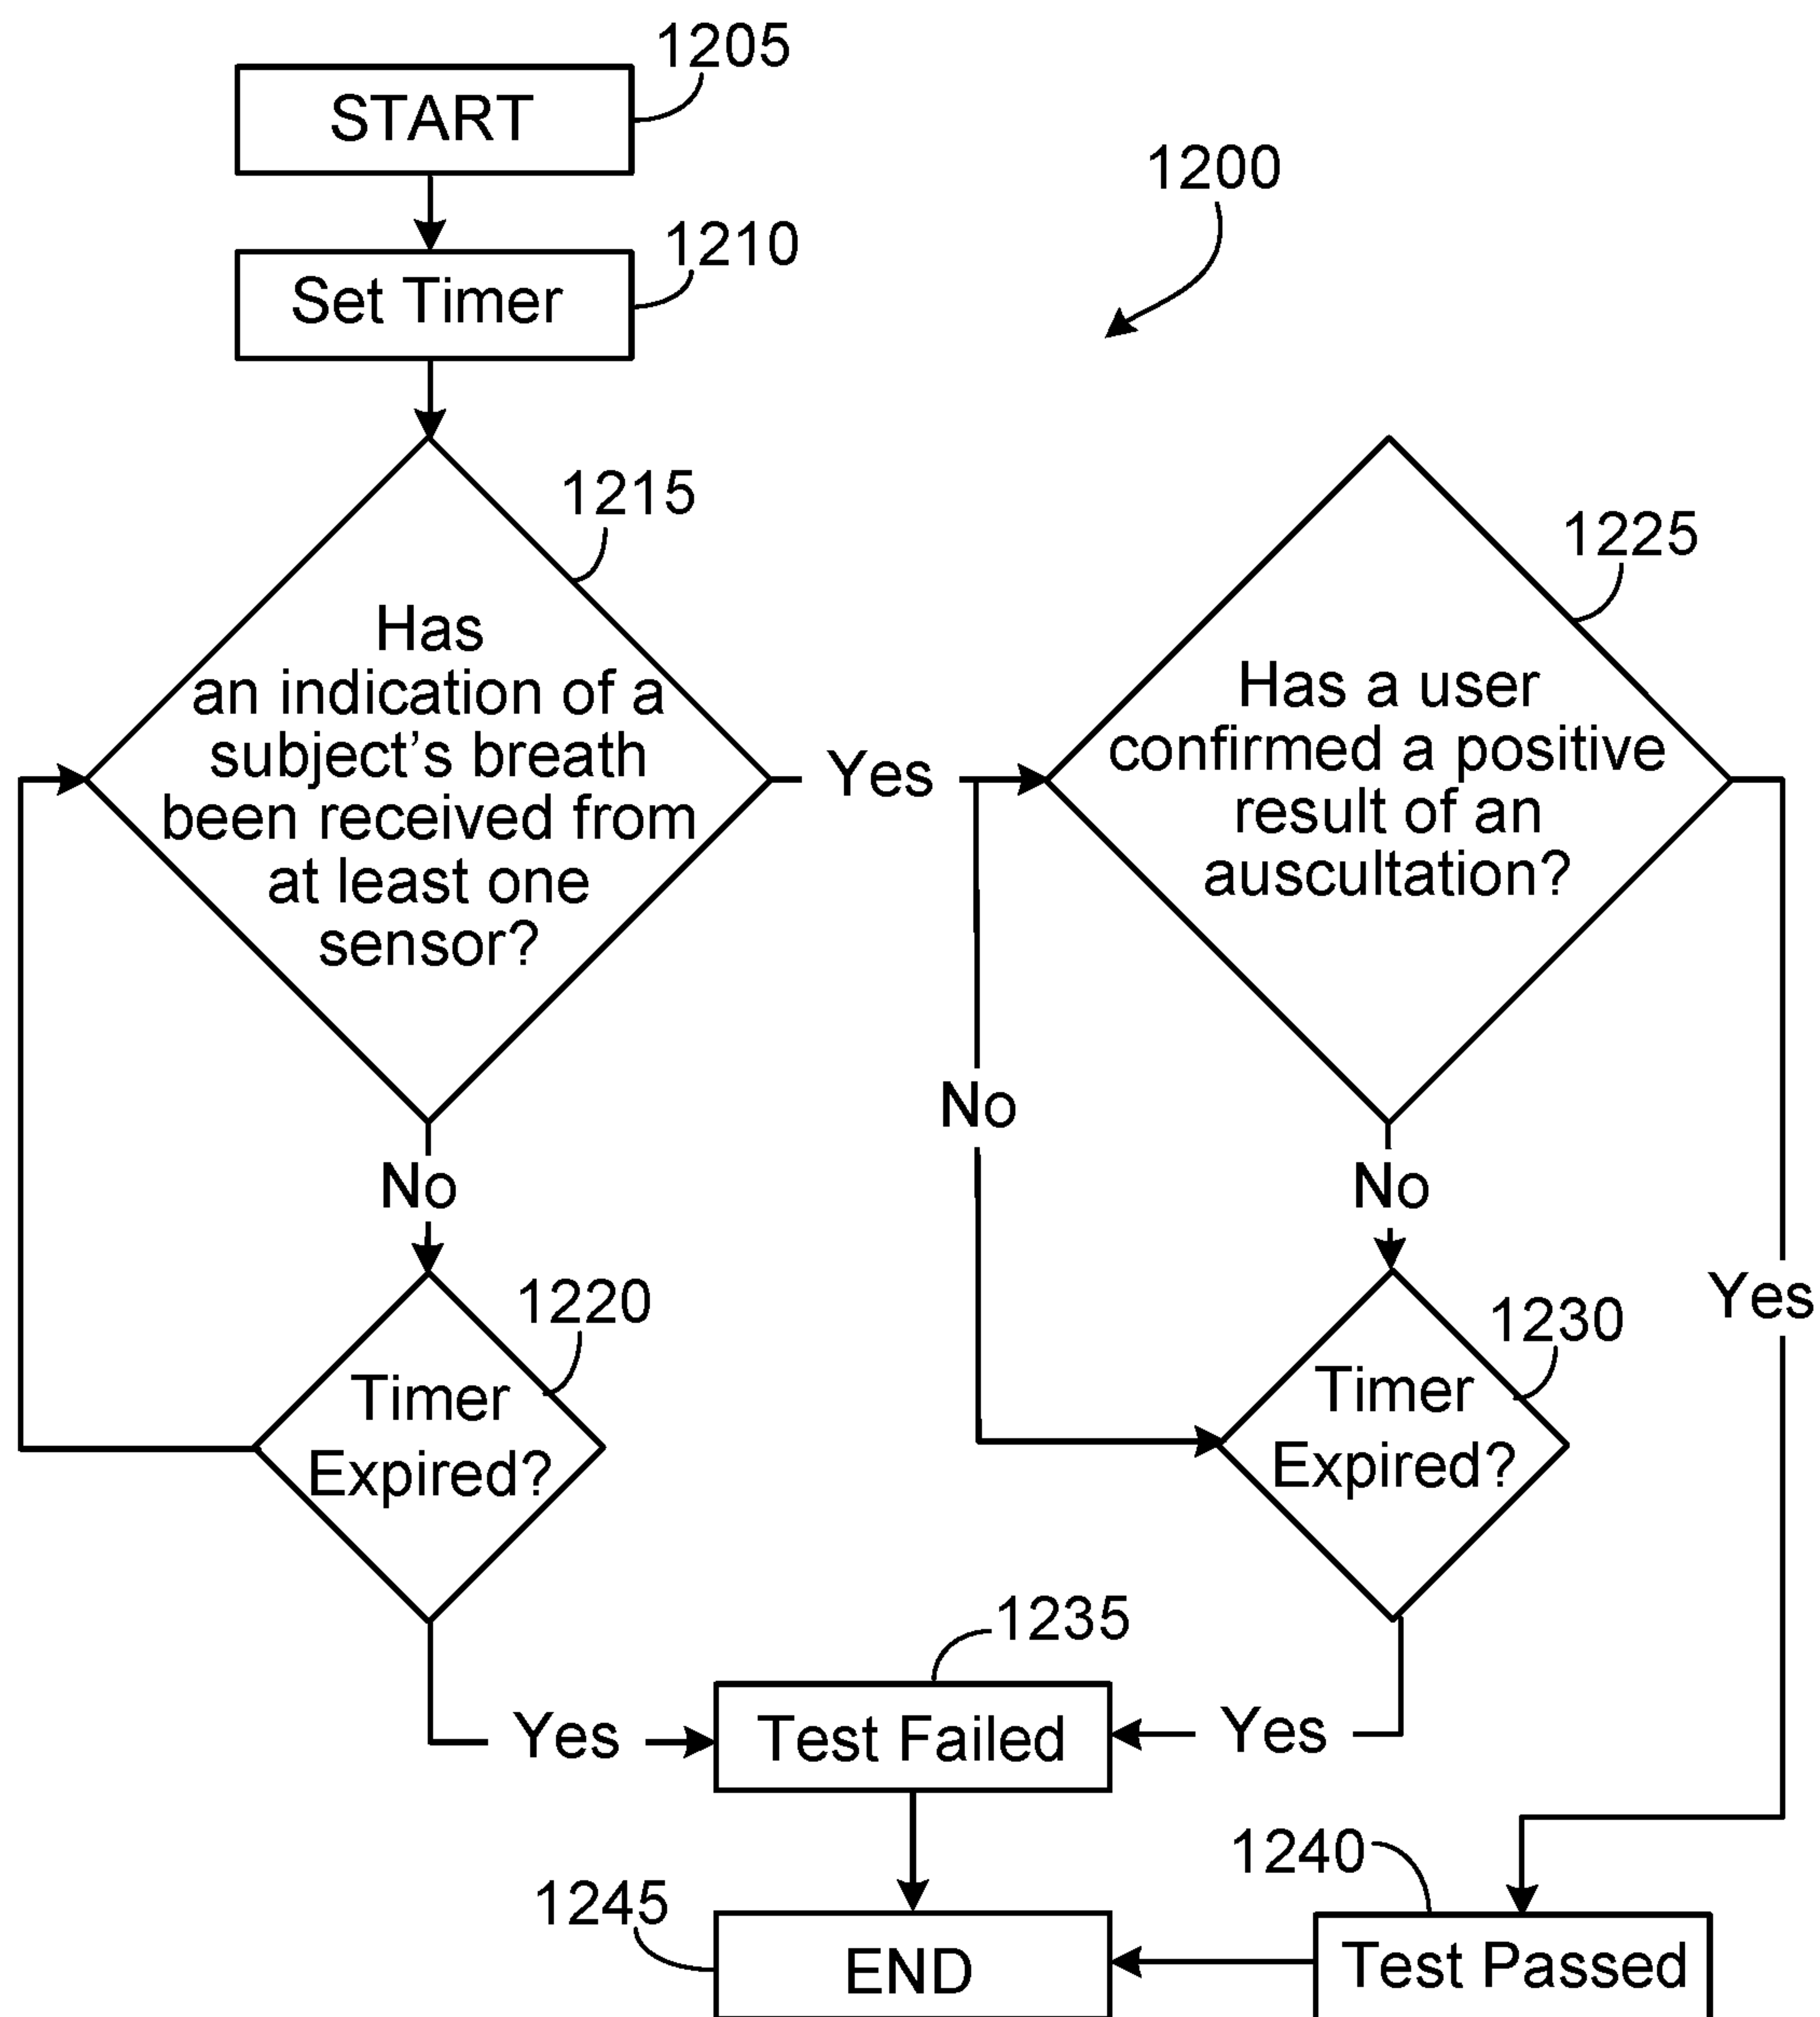 1205
START
1200
1210
Set Timer
1215
Has
an indication of a
subject’s breath
been received from
at least one
sensor?
Yes
1225
Has a user
confirmed a positive
result of an
auscultation?
No
No
No
Yes
1220
Timer
Expired?
1230
Timer
Expired?
1235
Yes
Test Failed
Yes
1240
1245
END
Test Passed